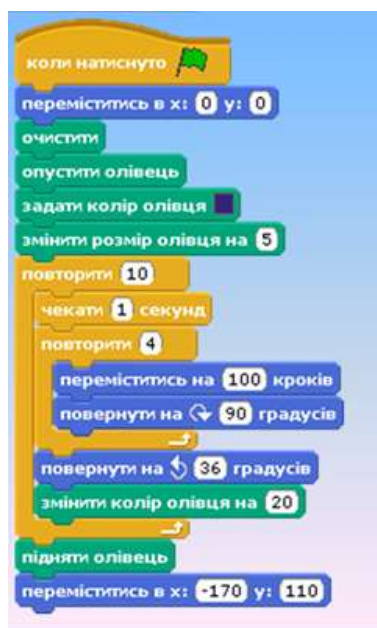 коли натиснуто
переміститись в x: 0 y: 0
очистити
опустити олівець
задати колір олівця
змінити розмір олівця на 5
повторити 10
чекати 1 секунд
повторити 4
переміститись на 100 кроків
повернути на 90 градусів
повернути на 36 градусів
змінити колір олівця на 20
підняти олівець
переміститись в x: -170 y: 110